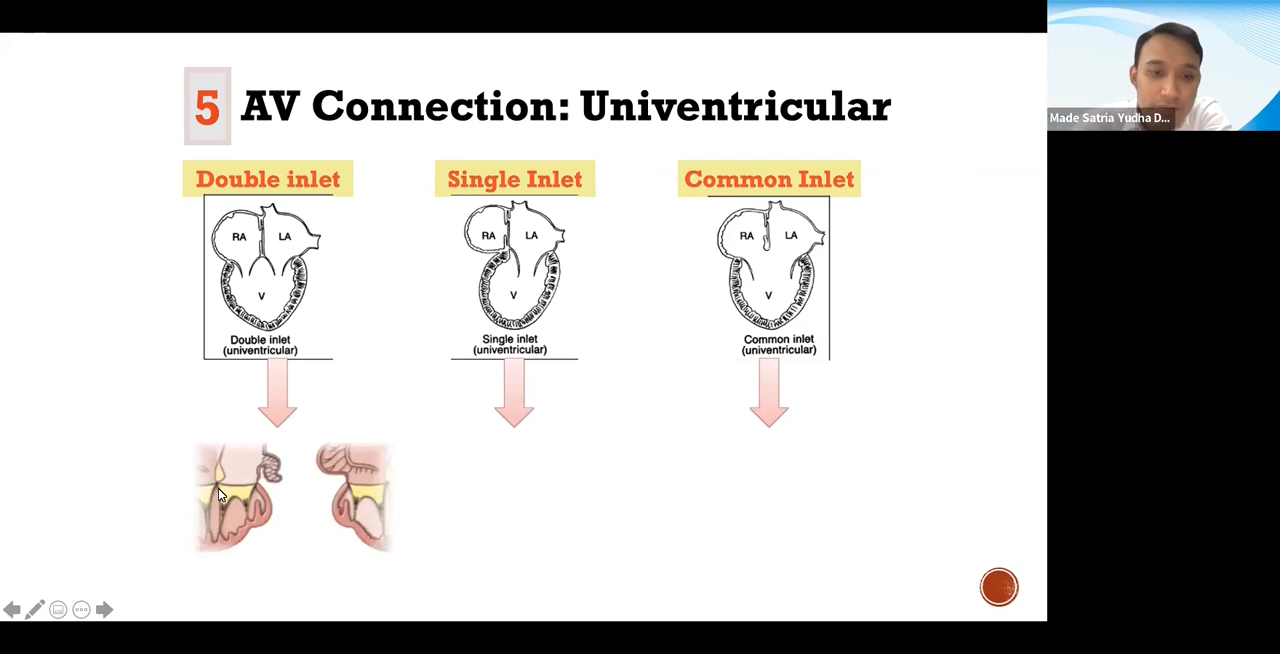 5 AV Connection: Univentricular
Made Satria Yudha D...
Double inlet
Single Inlet
Common Inlet
RA LA
V
Double inlet
(univentricular)
RA LA
V
Single inlet
(univentricular)
RA LA
V
Common inlet
(univentricular)